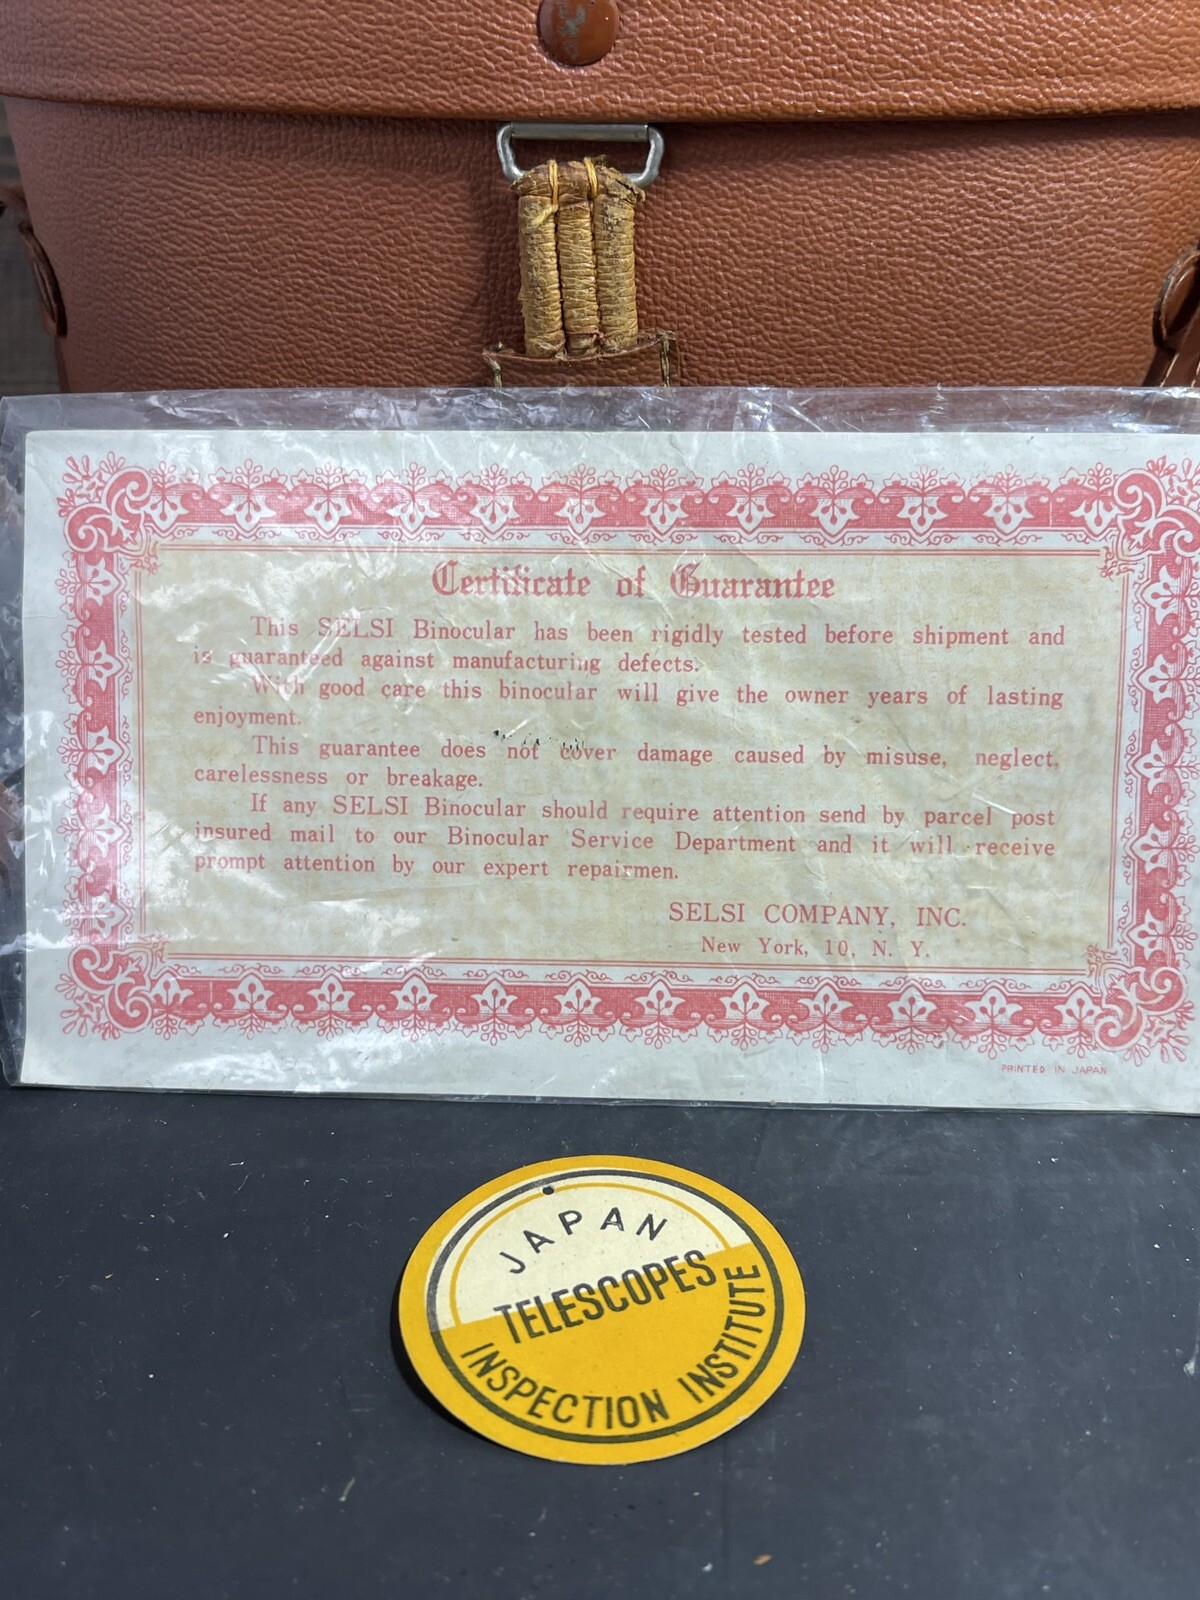 Certificate of Guarantee
This SELSI Binocular has been rigidly tested before shipment and
is guaranteed against manufacturing defects.
With good care this binocular will give the owner years of lasting
enjoyment.
This guarantee does not cover damage caused by misuse, neglect,
carelessness or breakage.
If any SELSI Binocular should require attention send by parcel post
insured mail to our Binocular Service Department and it will receive
prompt attention by our expert repairmen.
SELSI COMPANY, INC.
New York, 10, N. Y.
PRINTED IN JAPAN
JAPAN
TELESCOPES
INSPECTION INSTITUTE